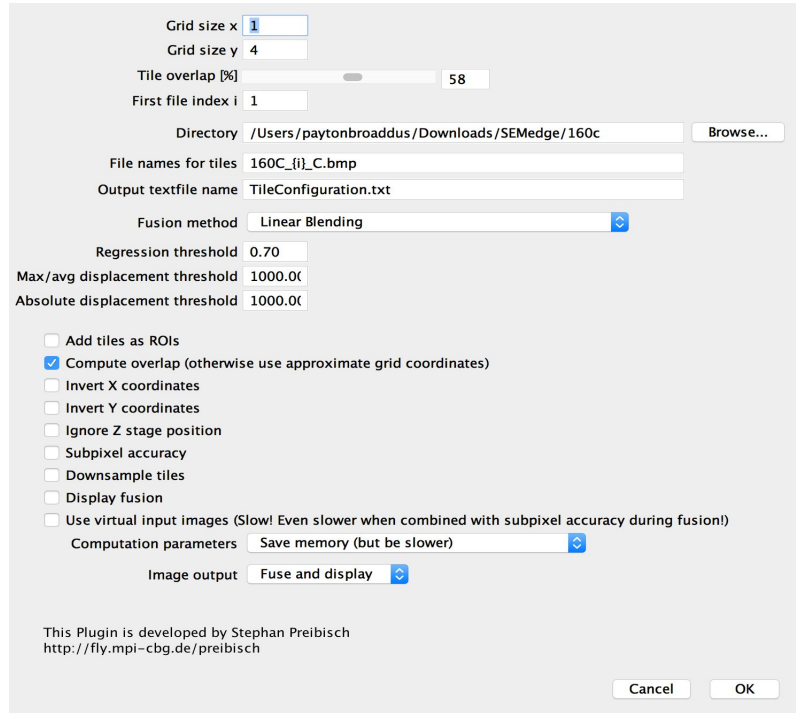 Grid size x 1
Grid size y 4
Tile overlap [%] 58
First file index i 1
Directory /Users/paytonbroaddus/Downloads/SEMedge/160c Browse...
File names for tiles 160C_{i}_C.bmp
Output textfile name TileConfiguration.txt
Fusion method Linear Blending
Regression threshold 0.70
Max/avg displacement threshold 1000.00
Absolute displacement threshold 1000.00
Add tiles as ROIs
Compute overlap (otherwise use approximate grid coordinates)
Invert X coordinates
Invert Y coordinates
Ignore Z stage position
Subpixel accuracy
Downsample tiles
Display fusion
Use virtual input images (Slow! Even slower when combined with subpixel accuracy during fusion!)
Computation parameters Save memory (but be slower)
Image output Fuse and display
This Plugin is developed by Stephan Preibisch
http://fly.mpi-cbg.de/preibisch
Cancel OK